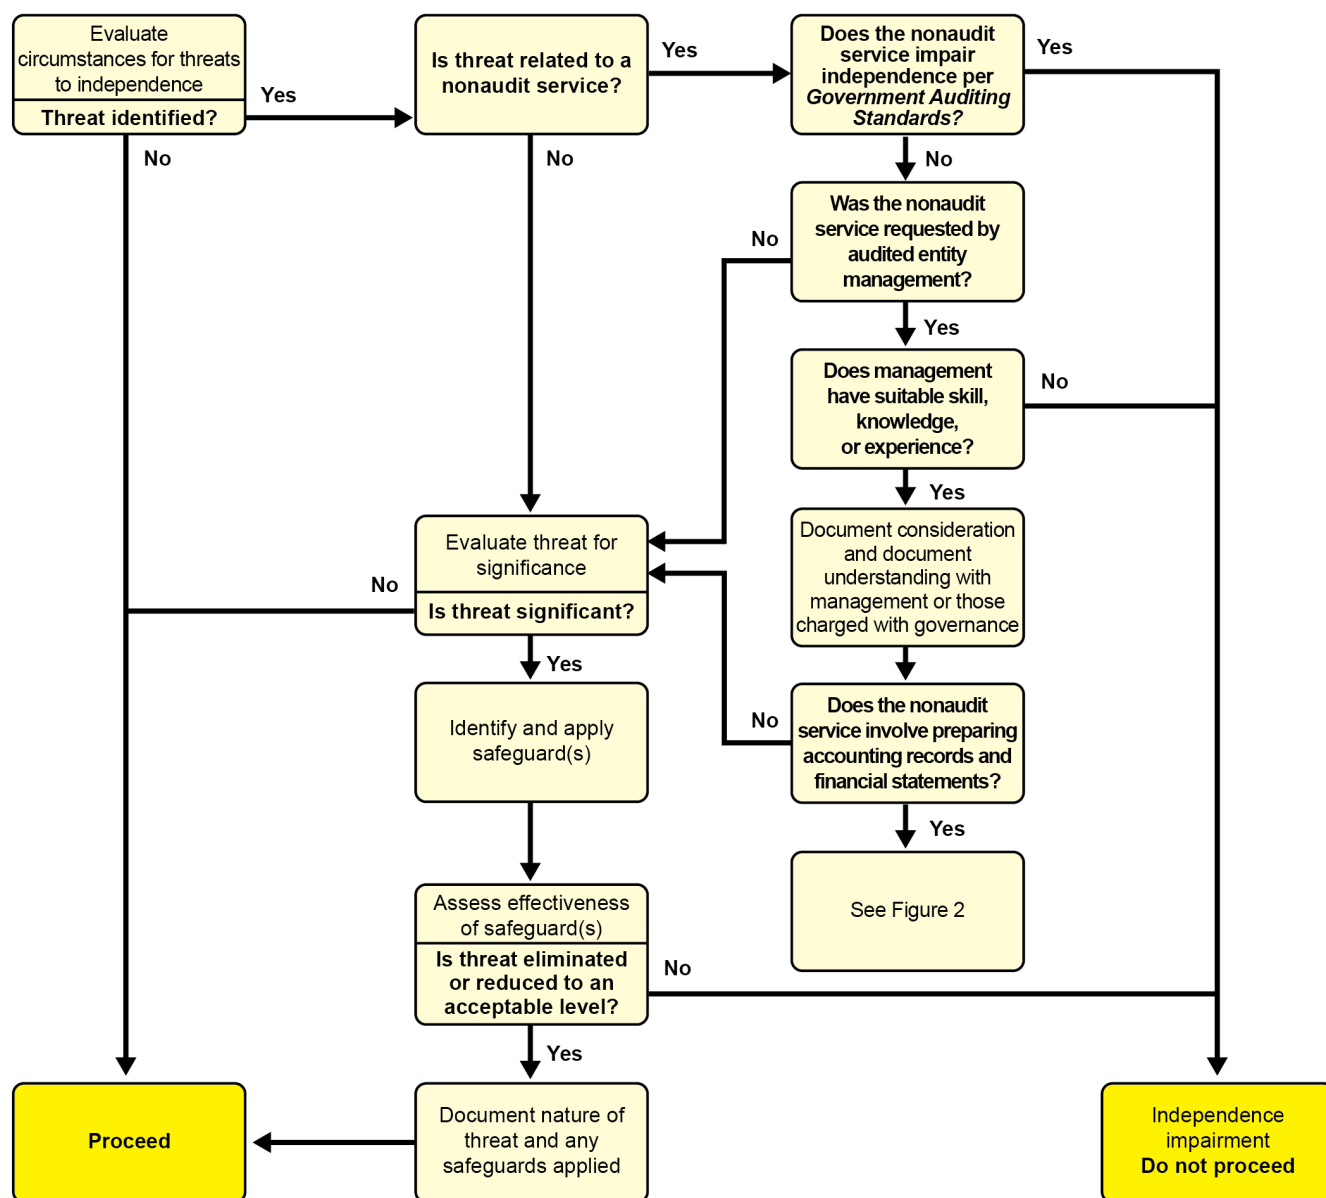 Evaluate
circumstances for threats
to independence
Threat identified?
Yes
No
Is threat related to a
nonaudit service?
Yes
No
Does the nonaudit
service impair
independence per
Government Auditing
Standards?
Yes
No
Was the nonaudit
service requested by
audited entity
management?
No
Yes
Does management
have suitable skill,
knowledge,
or experience?
No
Yes
Document consideration
and document
understanding with
management or those
charged with governance
Does the nonaudit
service involve preparing
accounting records and
financial statements?
No
Yes
See Figure 2
Evaluate threat for
significance
Is threat significant?
No
Yes
Identify and apply
safeguard(s)
Assess effectiveness
of safeguard(s)
Is threat eliminated
or reduced to an
acceptable level?
No
Yes
Document nature of
threat and any
safeguards applied
Proceed
Independence
impairment
Do not proceed